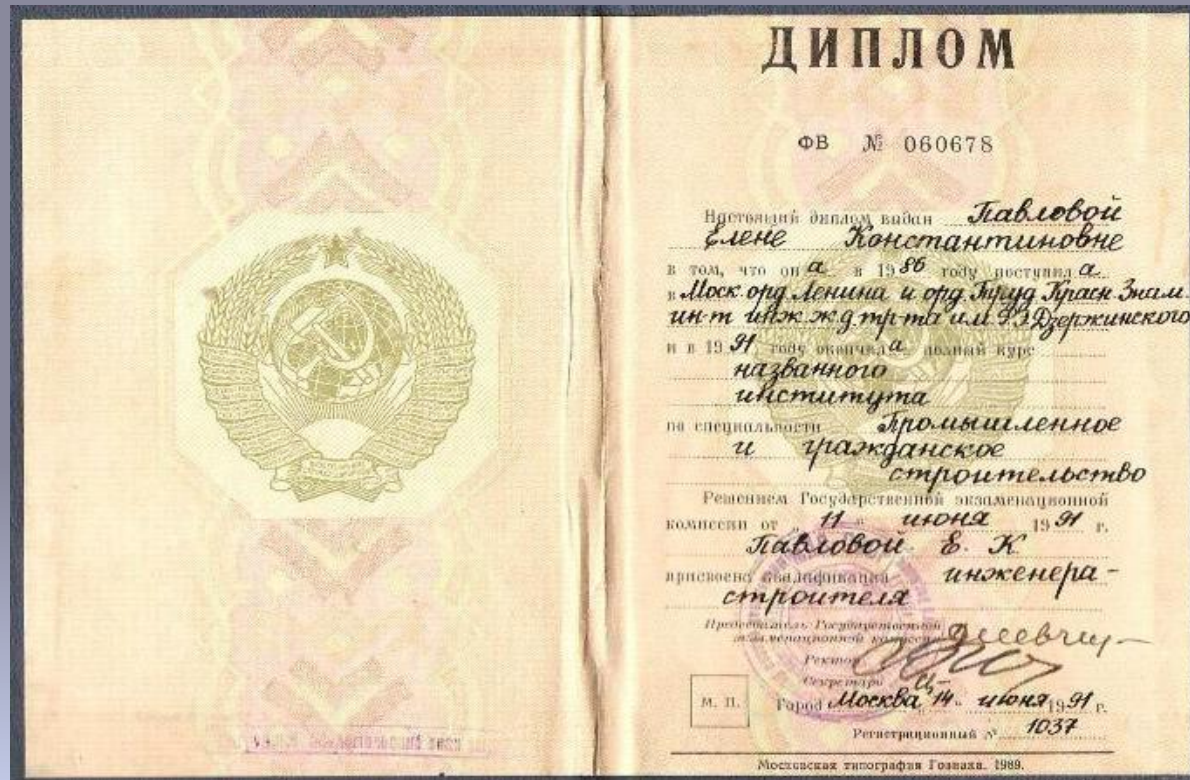 ДИПЛОМ
ФВ № 060678
Настоящий диплом выдан Павловой
Елене Константиновне
в том, что она в 1986 году поступила
в Моск. орд. Ленина и орд. Труд. Красн. Знам.
ин-т инж. ж.д. тр-та им. Ф.Э. Дзержинского
и в 1991 году окончила полный курс
названного
института
по специальности Промышленное
и гражданское
строительство
Решением Государственной экзаменационной
комиссии от „11" июня 1991 г.
Павловой Е. К
присвоена квалификация инженера-
строителя
Председатель Государственной
экзаменационной комиссии
Ректор
Секретарь
М. П. Город Москва „14" июня 1991 г.
Регистрационный № 1037
Московская типография Гознака. 1989.